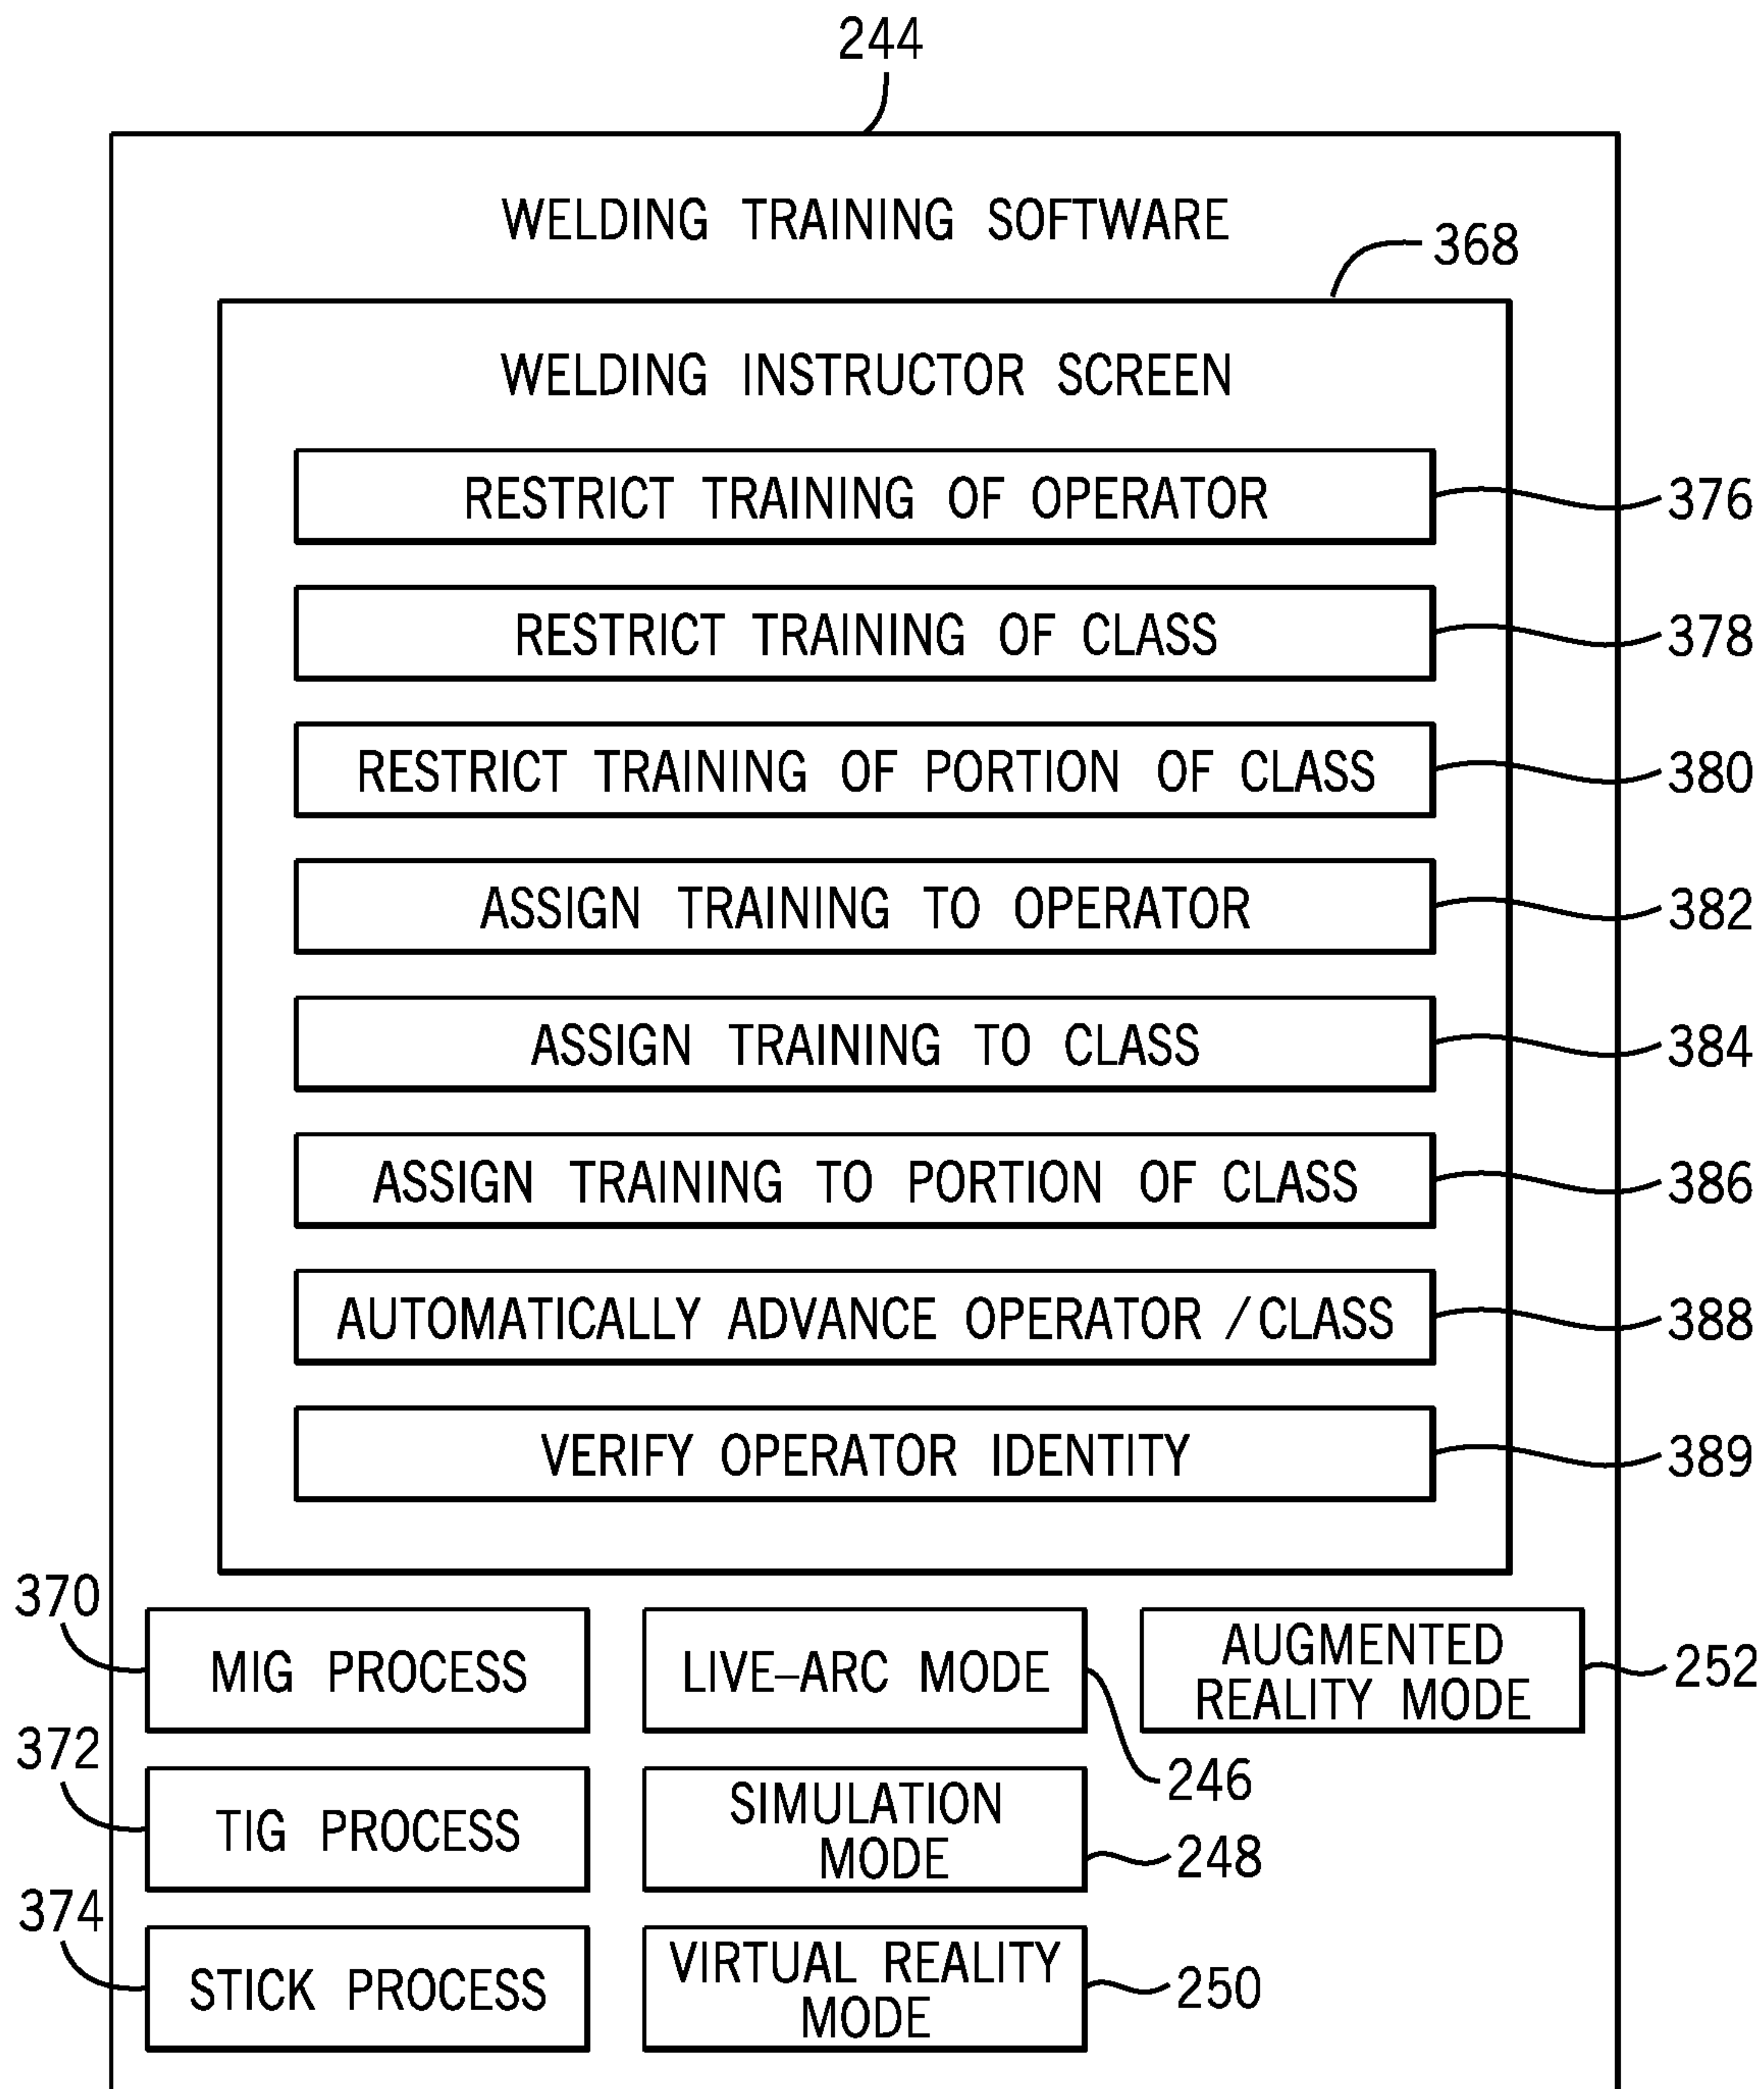 244
WELDING TRAINING SOFTWARE
368
WELDING INSTRUCTOR SCREEN
RESTRICT TRAINING OF OPERATOR
376
RESTRICT TRAINING OF CLASS
378
RESTRICT TRAINING OF PORTION OF CLASS
380
ASSIGN TRAINING TO OPERATOR
382
ASSIGN TRAINING TO CLASS
384
ASSIGN TRAINING TO PORTION OF CLASS
386
AUTOMATICALLY ADVANCE OPERATOR / CLASS
388
VERIFY OPERATOR IDENTITY
389
370
MIG PROCESS
LIVE–ARC MODE
246
AUGMENTED
REALITY MODE
252
372
TIG PROCESS
SIMULATION
MODE
248
374
STICK PROCESS
VIRTUAL REALITY
MODE
250